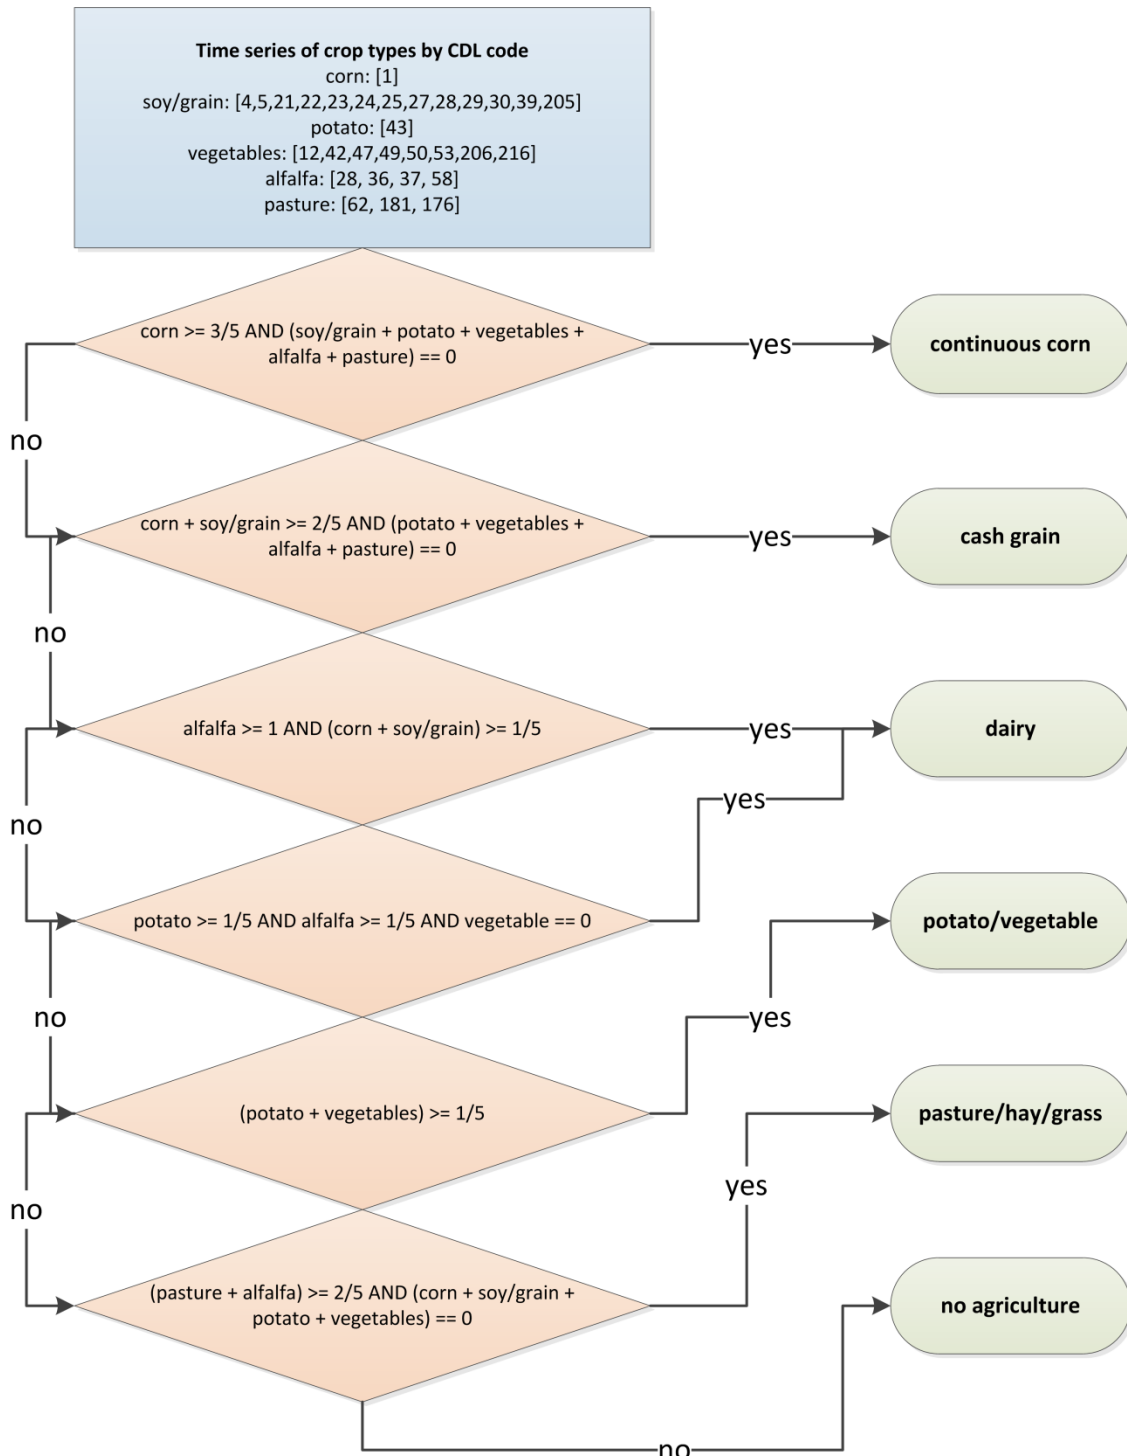 Time series of crop types by CDL code
corn: [1]
soy/grain: [4,5,21,22,23,24,25,27,28,29,30,39,205]
potato: [43]
vegetables: [12,42,47,49,50,53,206,216]
alfalfa: [28, 36, 37, 58]
pasture: [62, 181, 176]
corn >= 3/5 AND (soy/grain + potato + vegetables +
alfalfa + pasture) == 0
yes
continuous corn
no
corn + soy/grain >= 2/5 AND (potato + vegetables +
alfalfa + pasture) == 0
yes
cash grain
no
alfalfa >= 1 AND (corn + soy/grain) >= 1/5
yes
dairy
yes
no
potato >= 1/5 AND alfalfa >= 1/5 AND vegetable == 0
potato/vegetable
no
yes
(potato + vegetables) >= 1/5
pasture/hay/grass
yes
no
(pasture + alfalfa) >= 2/5 AND (corn + soy/grain +
potato + vegetables) == 0
no agriculture
no